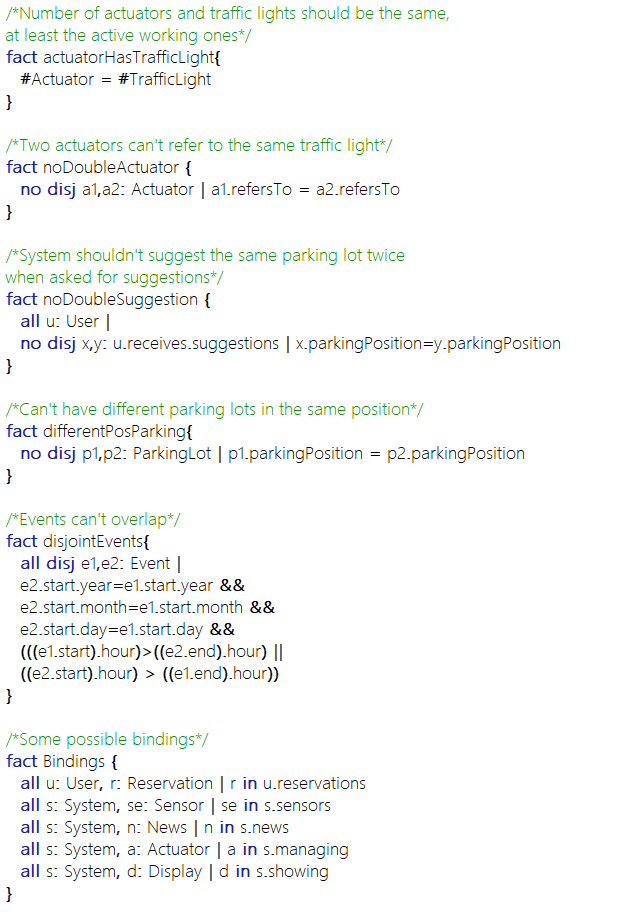 /*Number of actuators and traffic lights should be the same,
at least the active working ones*/
fact actuatorHasTrafficLight{
#Actuator = #TrafficLight
}
/*Two actuators can't refer to the same traffic light*/
fact noDoubleActuator {
no disj a1,a2: Actuator | a1.refersTo = a2.refersTo
}
/*System shouldn't suggest the same parking lot twice
when asked for suggestions*/
fact noDoubleSuggestion {
all u: User |
no disj x,y: u.receives.suggestions | x.parkingPosition=y.parkingPosition
}
/*Can't have different parking lots in the same position*/
fact differentPosParking{
no disj p1,p2: ParkingLot | p1.parkingPosition = p2.parkingPosition
}
/*Events can't overlap*/
fact disjointEvents{
all disj e1,e2: Event |
e2.start.year=e1.start.year &&
e2.start.month=e1.start.month &&
e2.start.day=e1.start.day &&
(((e1.start).hour)>((e2.end).hour) ||
((e2.start).hour) > ((e1.end).hour))
}
/*Some possible bindings*/
fact Bindings {
all u: User, r: Reservation | r in u.reservations
all s: System, se: Sensor | se in s.sensors
all s: System, n: News | n in s.news
all s: System, a: Actuator | a in s.managing
all s: System, d: Display | d in s.showing
}